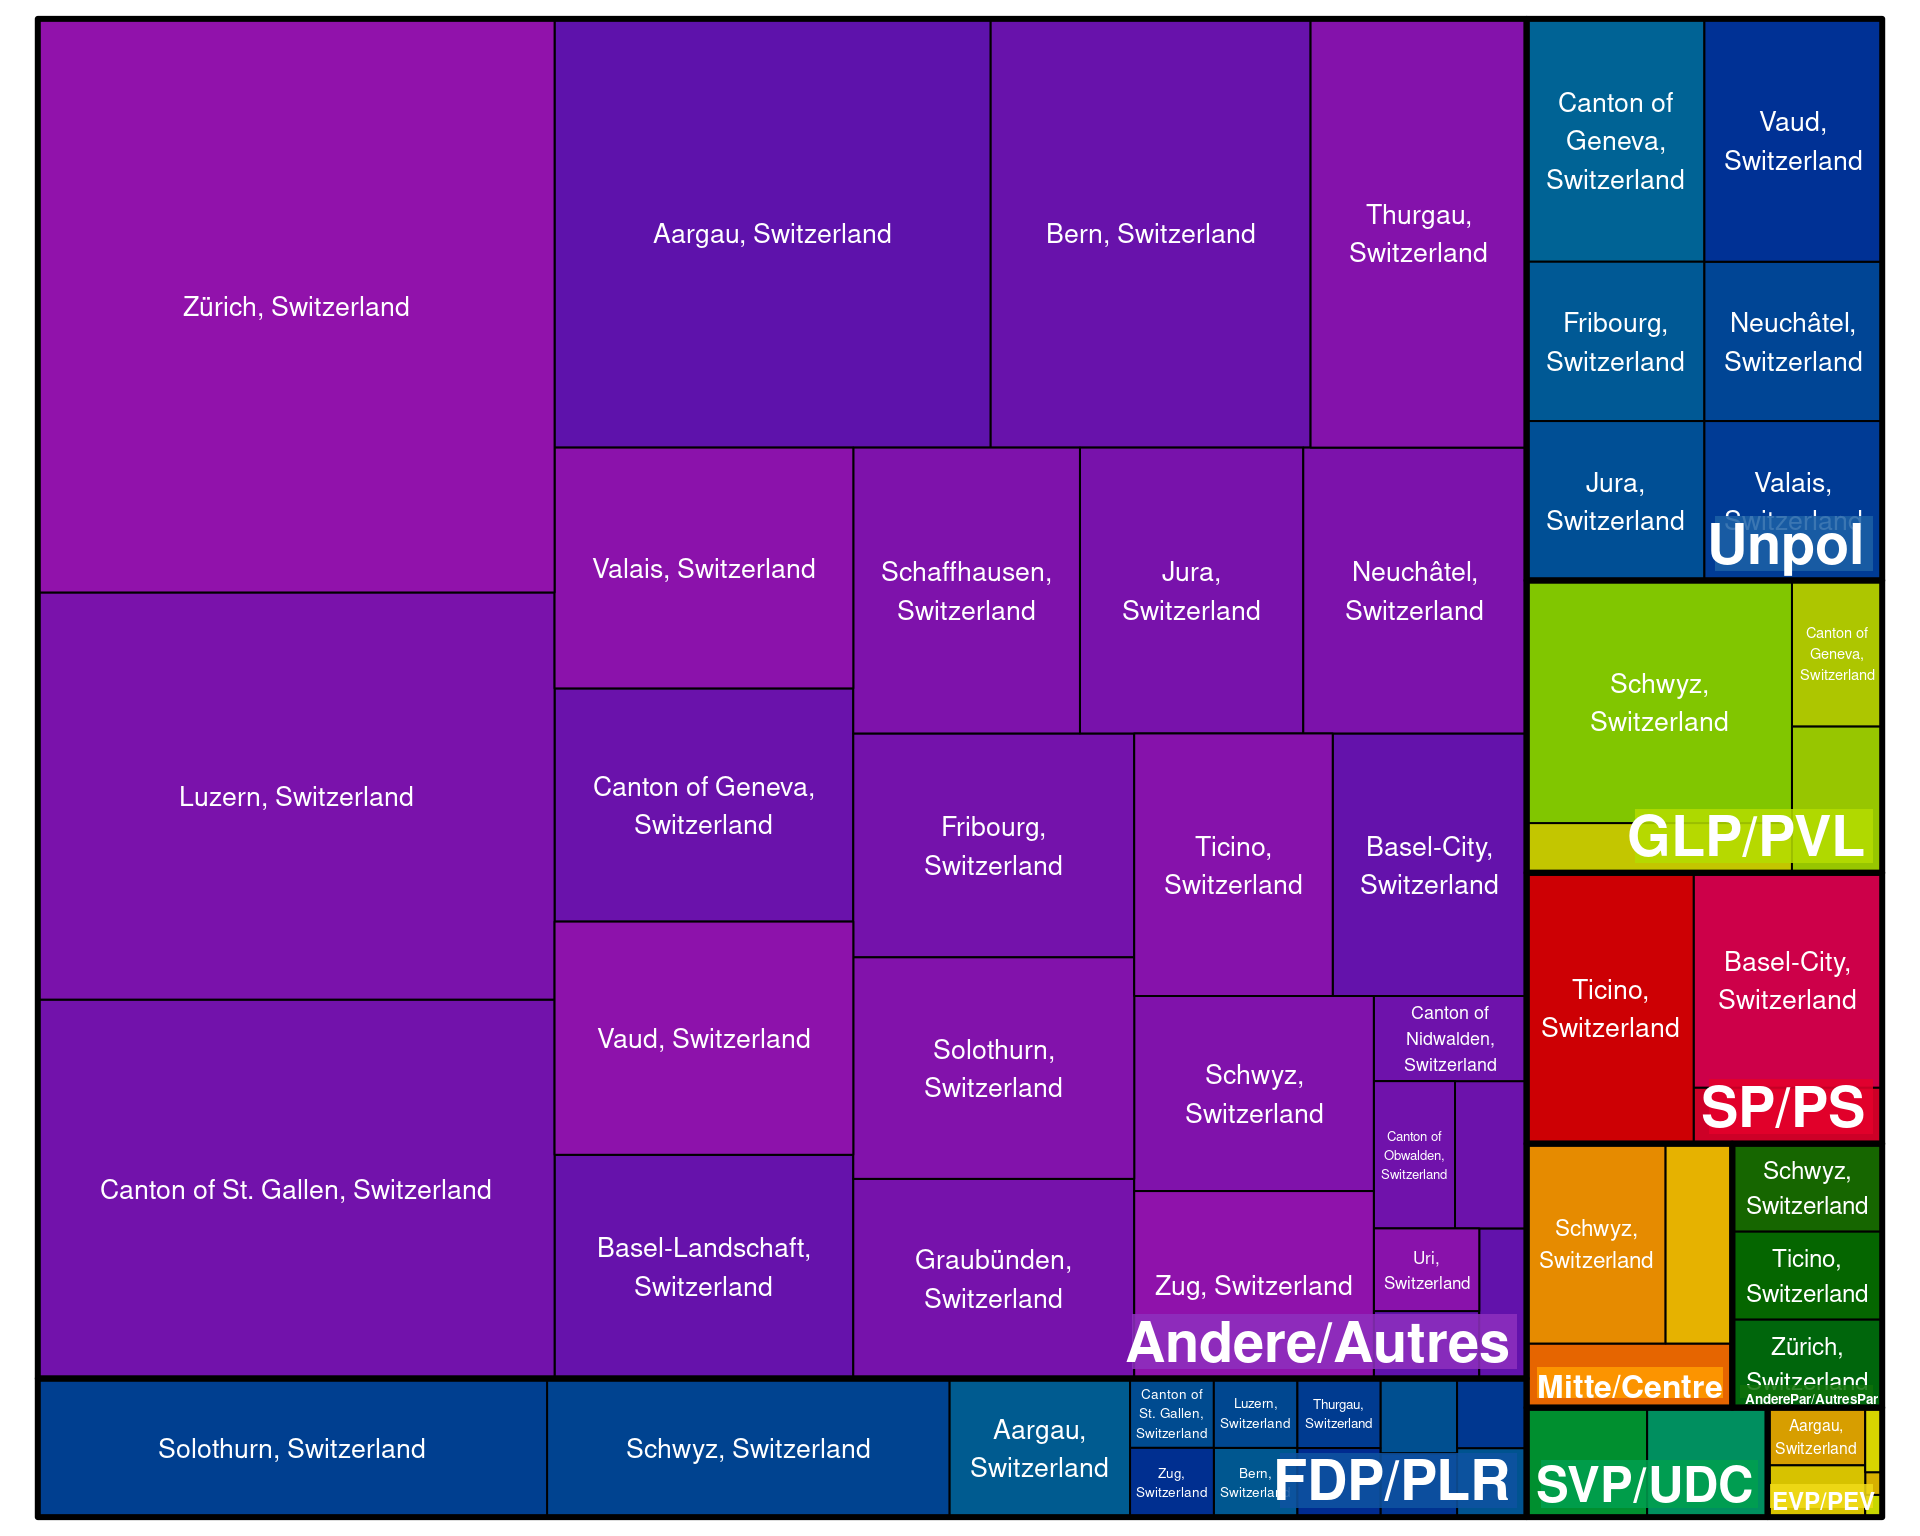 Zürich, Switzerland
Luzern, Switzerland
Canton of St. Gallen, Switzerland
Aargau, Switzerland
Bern, Switzerland
Thurgau,
Switzerland
Valais, Switzerland
Schaffhausen,
Switzerland
Jura,
Switzerland
Neuchâtel,
Switzerland
Canton of Geneva,
Switzerland
Fribourg,
Switzerland
Ticino,
Switzerland
Basel-City,
Switzerland
Vaud, Switzerland
Solothurn,
Switzerland
Schwyz,
Switzerland
Canton of
Nidwalden,
Switzerland
Canton of
Obwalden,
Switzerland
Basel-Landschaft,
Switzerland
Graubünden,
Switzerland
Zug, Switzerland
Uri,
Switzerland
Andere/Autres
Solothurn, Switzerland
Schwyz, Switzerland
Aargau,
Switzerland
Canton of
St. Gallen,
Switzerland
Luzern,
Switzerland
Thurgau,
Switzerland
Zug,
Switzerland
Bern,
Switzerland
FDP/PLR
Canton of
Geneva,
Switzerland
Vaud,
Switzerland
Fribourg,
Switzerland
Neuchâtel,
Switzerland
Jura,
Switzerland
Valais,
Switzerland
Unpol
Schwyz,
Switzerland
Canton of
Geneva,
Switzerland
GLP/PVL
Ticino,
Switzerland
Basel-City,
Switzerland
SP/PS
Schwyz,
Switzerland
Mitte/Centre
Schwyz,
Switzerland
Ticino,
Switzerland
Zürich,
Switzerland
AnderePar/AutresPar
SVP/UDC
Aargau,
Switzerland
EVP/PEV